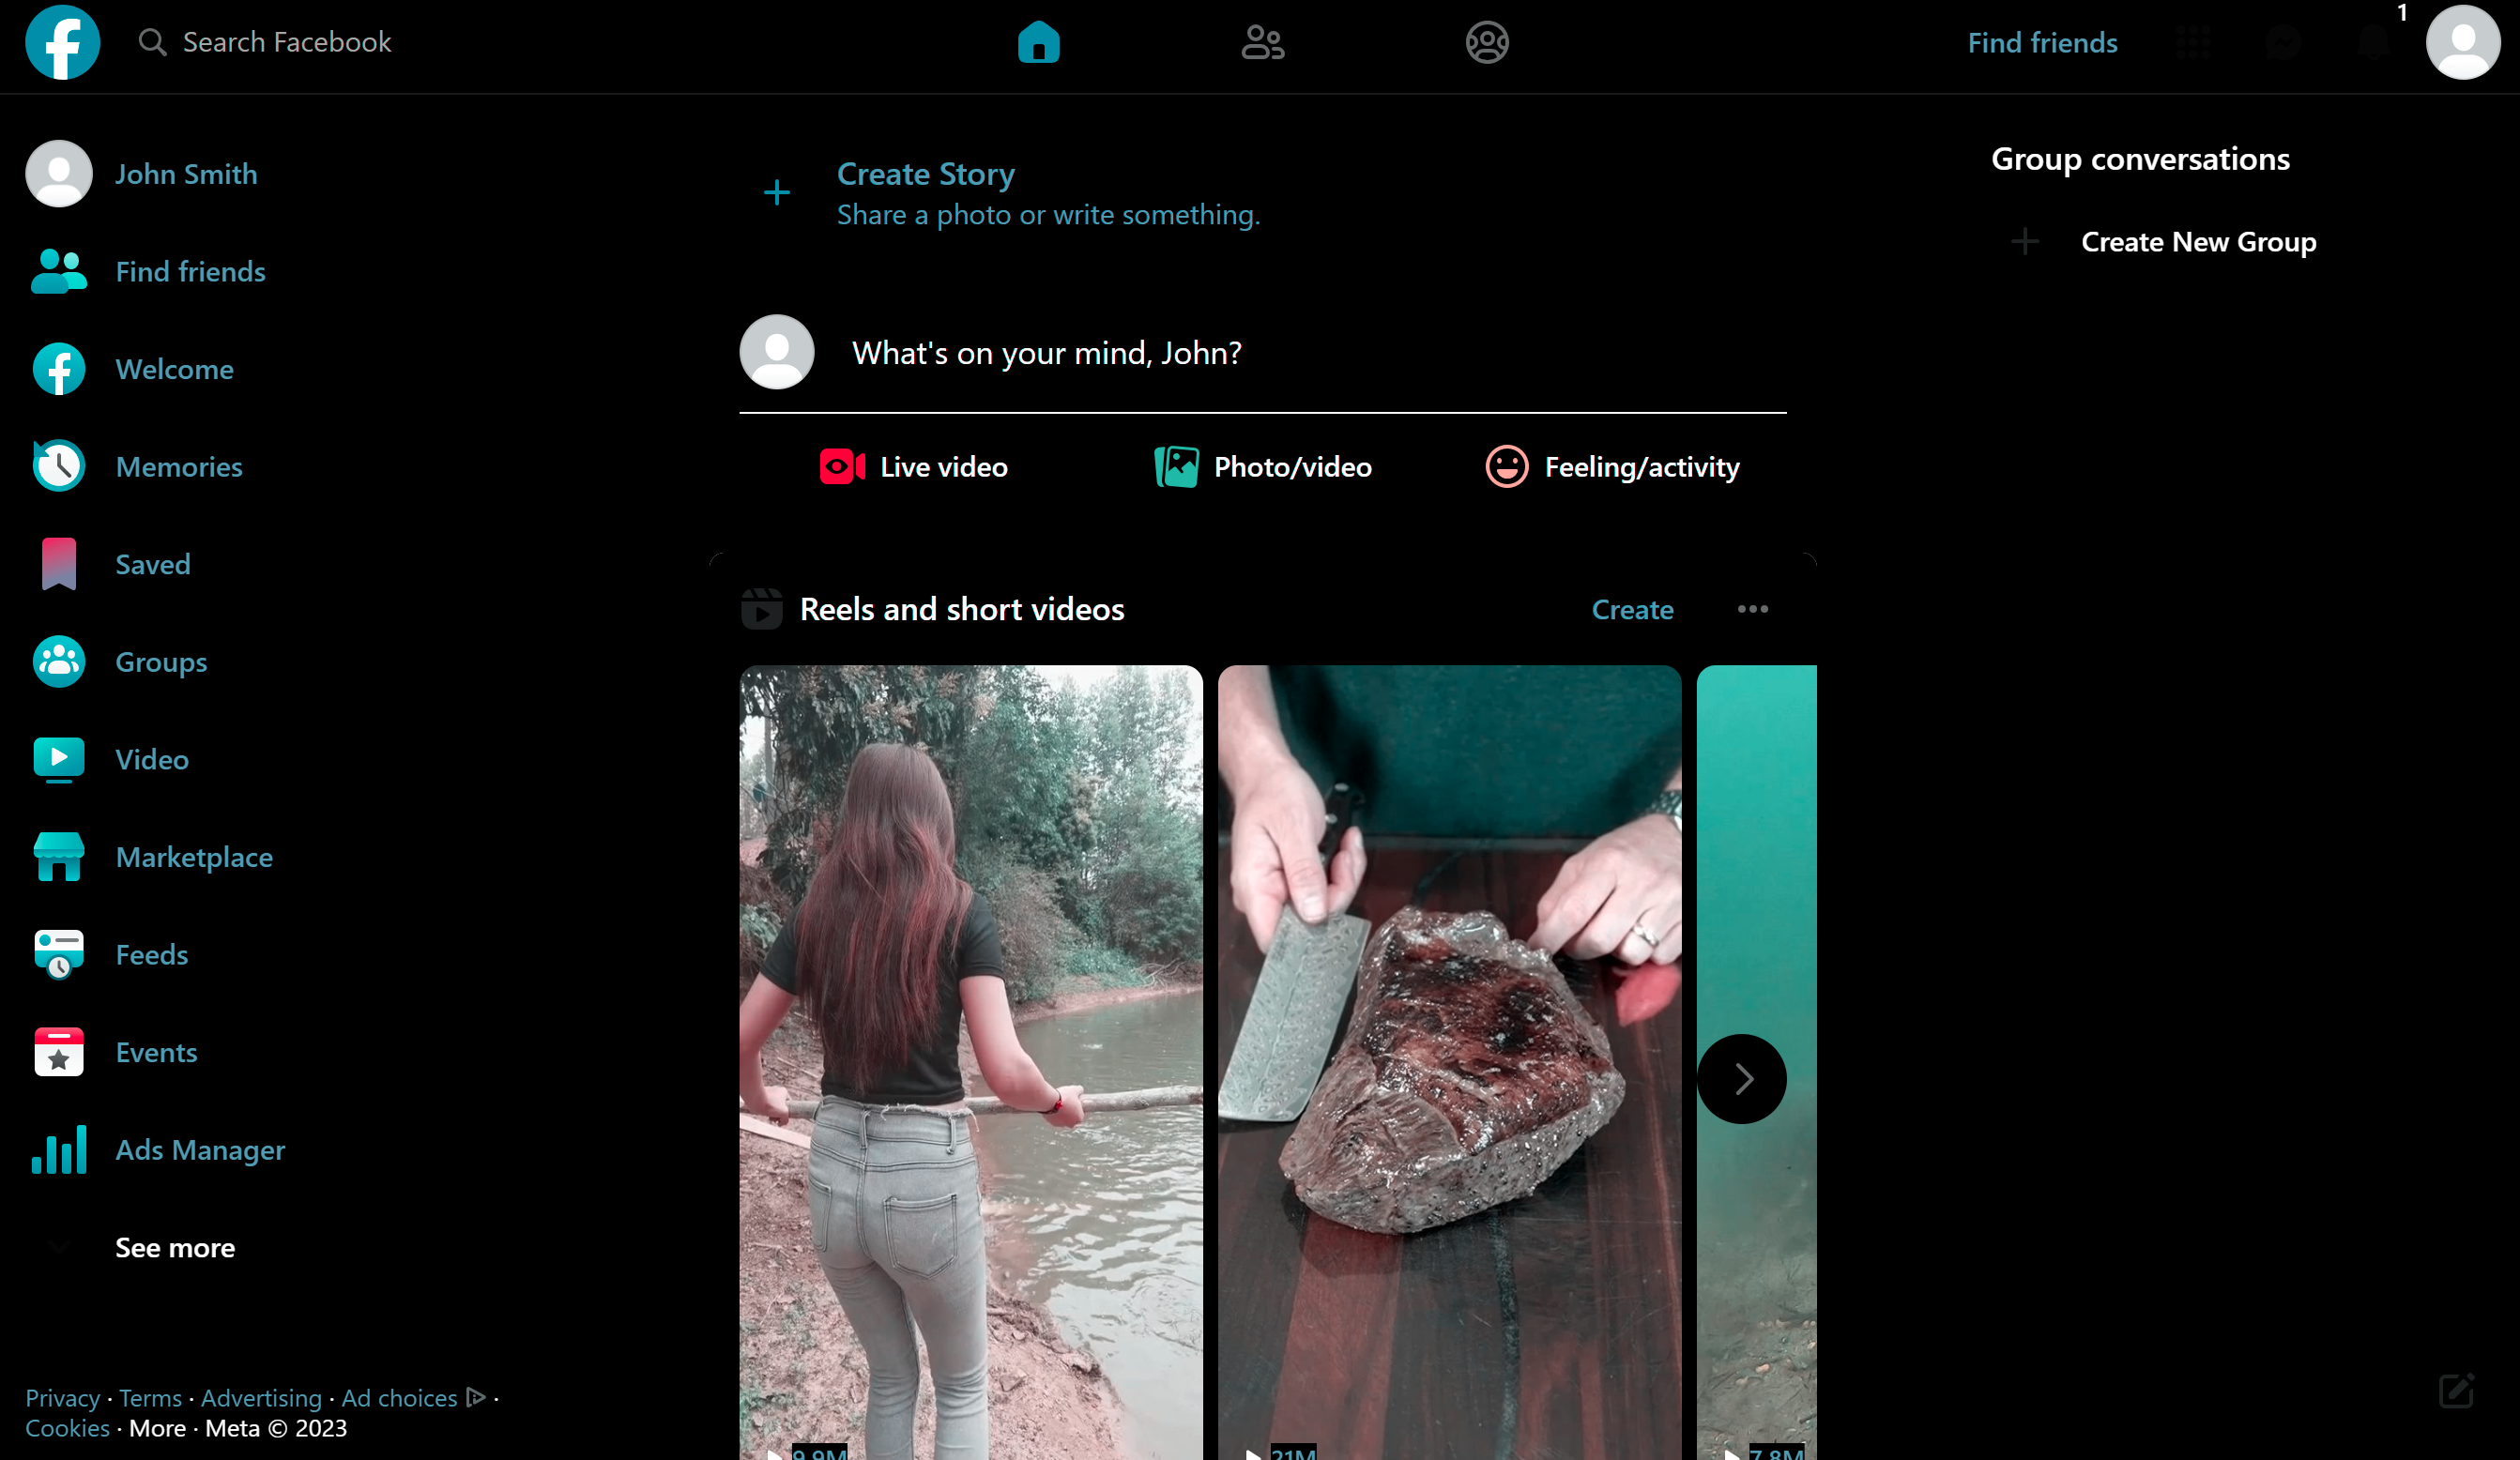 Search Facebook
Find friends
1
John Smith
Find friends
Welcome
Memories
Saved
Groups
Video
Marketplace
Feeds
Events
Ads Manager
See more
Privacy · Terms · Advertising · Ad choices ·
Cookies · More · Meta © 2023
Create Story
Share a photo or write something.
What's on your mind, John?
Live video
Photo/video
Feeling/activity
Reels and short videos
Create
9.9M
21M
7.8M
Group conversations
Create New Group